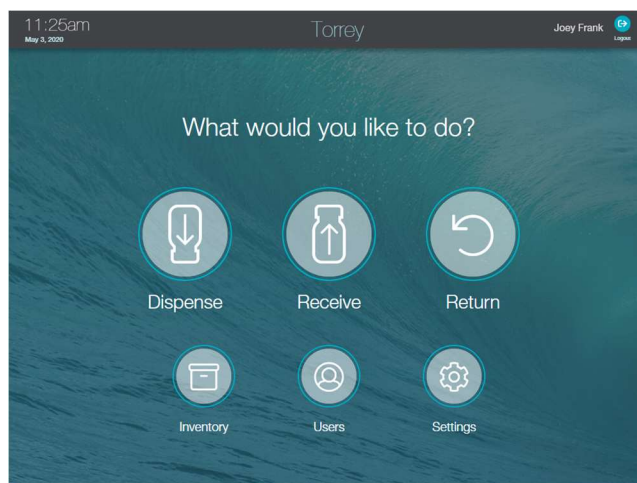 11:25am
May 3, 2020
Torrey
Joey Frank
Logout
What would you like to do?
Dispense
Receive
Return
Inventory
Users
Settings